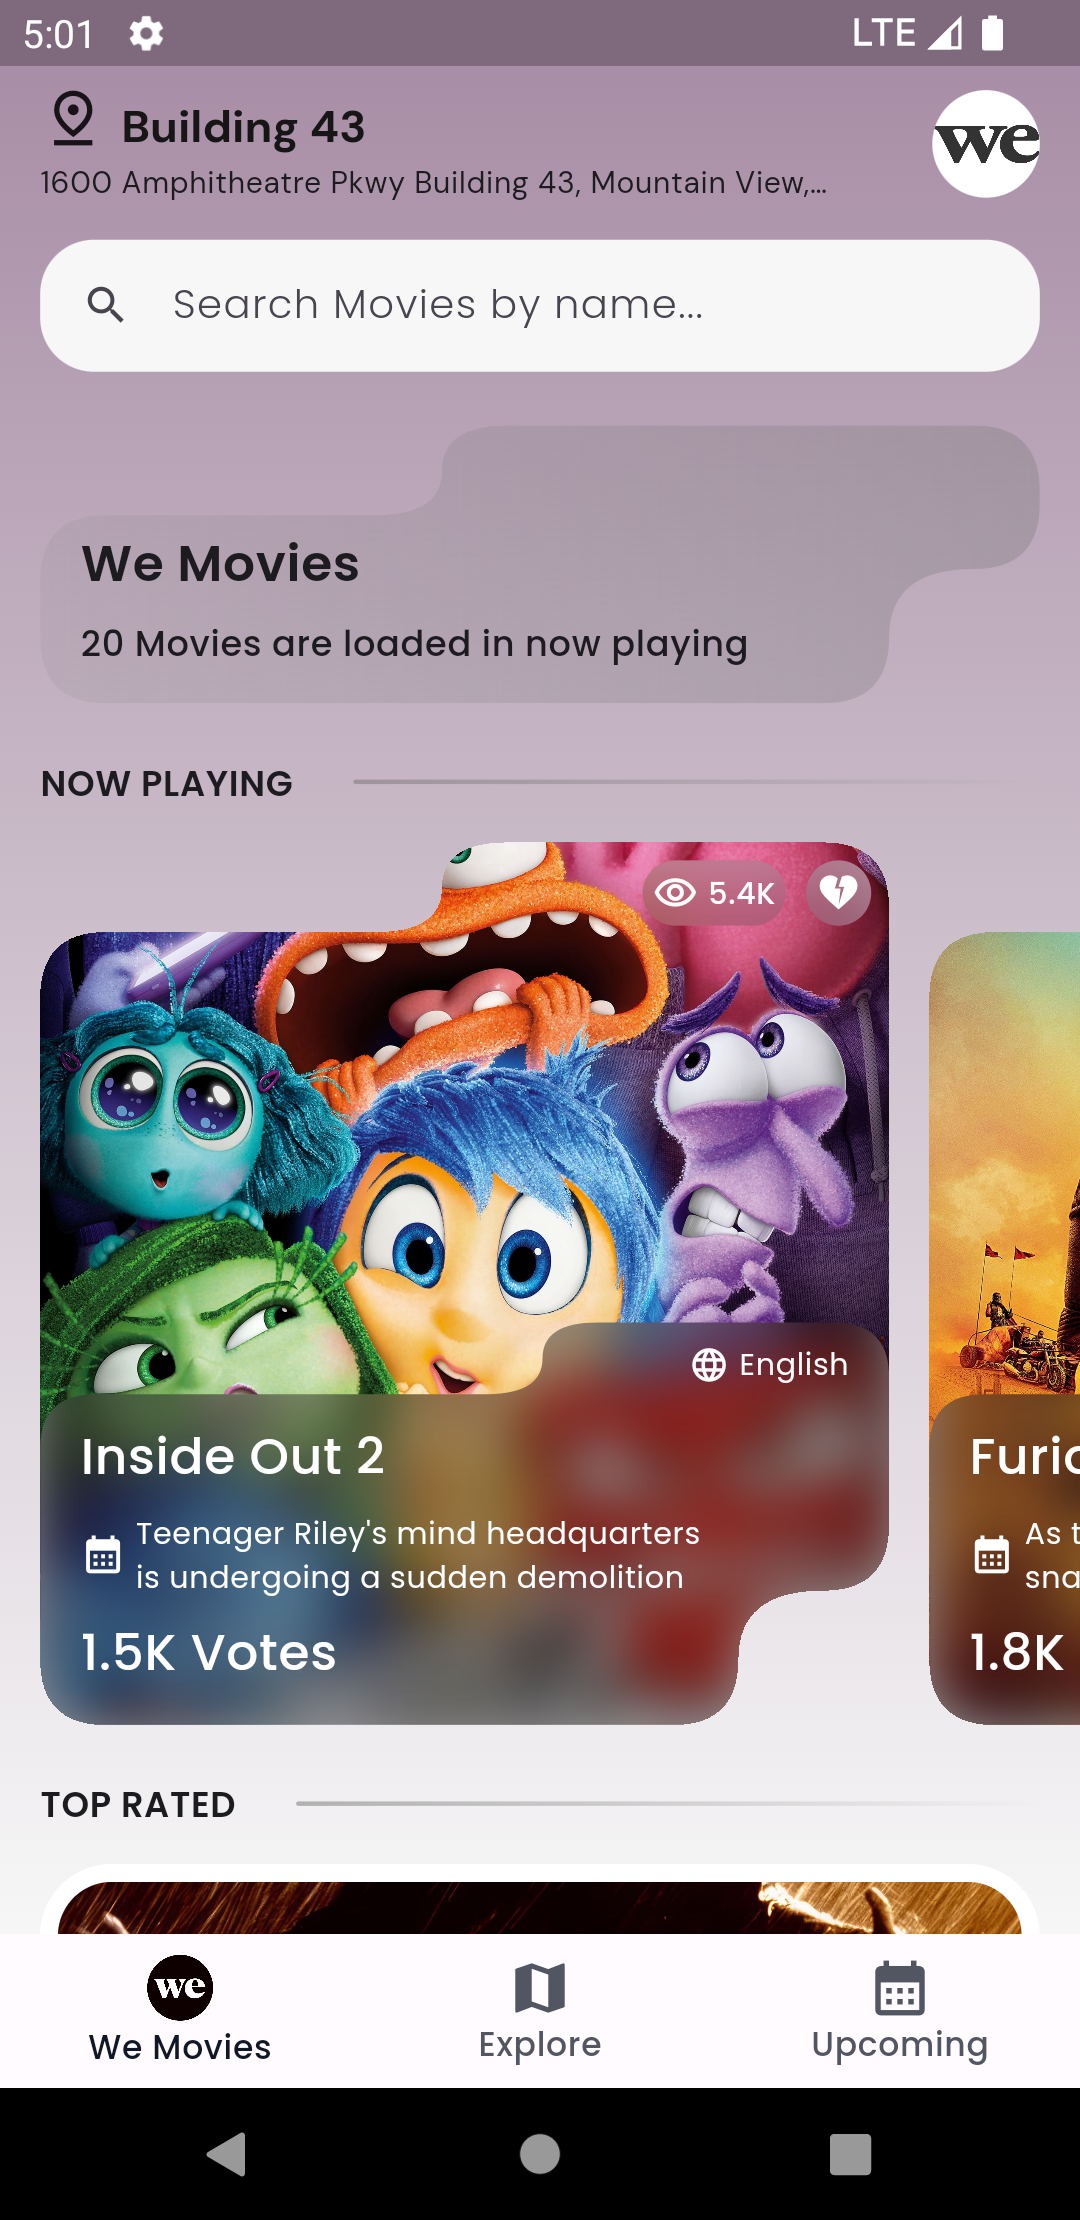 5:01
LTE
Building 43
we
1600 Amphitheatre Pkwy Building 43, Mountain View,...
Search Movies by name...
We Movies
20 Movies are loaded in now playing
NOW PLAYING
5.4K
English
Inside Out 2
Teenager Riley's mind headquarters
is undergoing a sudden demolition
1.5K Votes
Furio
As t
sna
1.8K
TOP RATED
we
We Movies
Explore
Upcoming